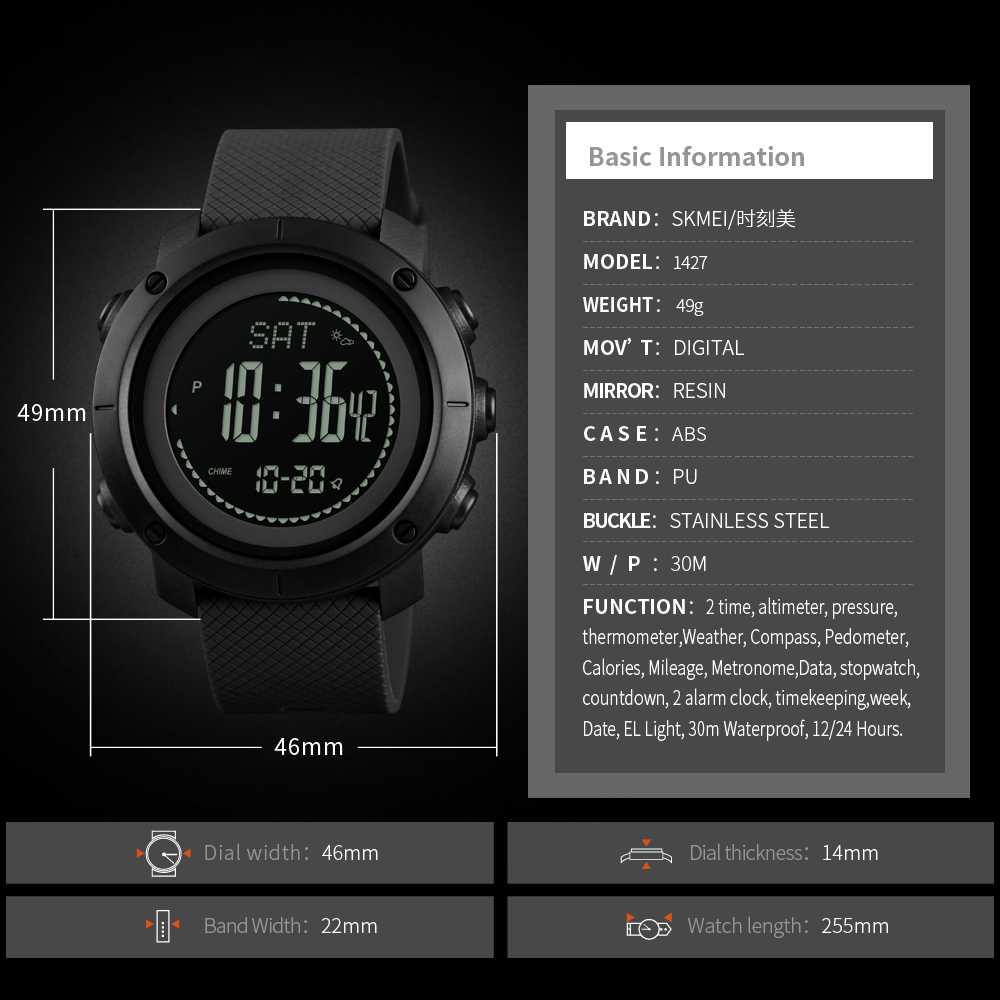 Basic Information
BRAND： SKMEI/时刻美
MODEL： 1427
WEIGHT： 49g
MOV’T： DIGITAL
MIRROR： RESIN
CASE： ABS
BAND： PU
BUCKLE： STAINLESS STEEL
W/P： 30M
FUNCTION： 2 time, altimeter, pressure,
thermometer,Weather, Compass, Pedometer,
Calories, Mileage, Metronome,Data, stopwatch,
countdown, 2 alarm clock, timekeeping,week,
Date, EL Light, 30m Waterproof, 12/24 Hours.
SAT
P 10:36 42
CHIME 10-20
49mm
46mm
Dial width： 46mm
Dial thickness： 14mm
Band Width： 22mm
Watch length： 255mm